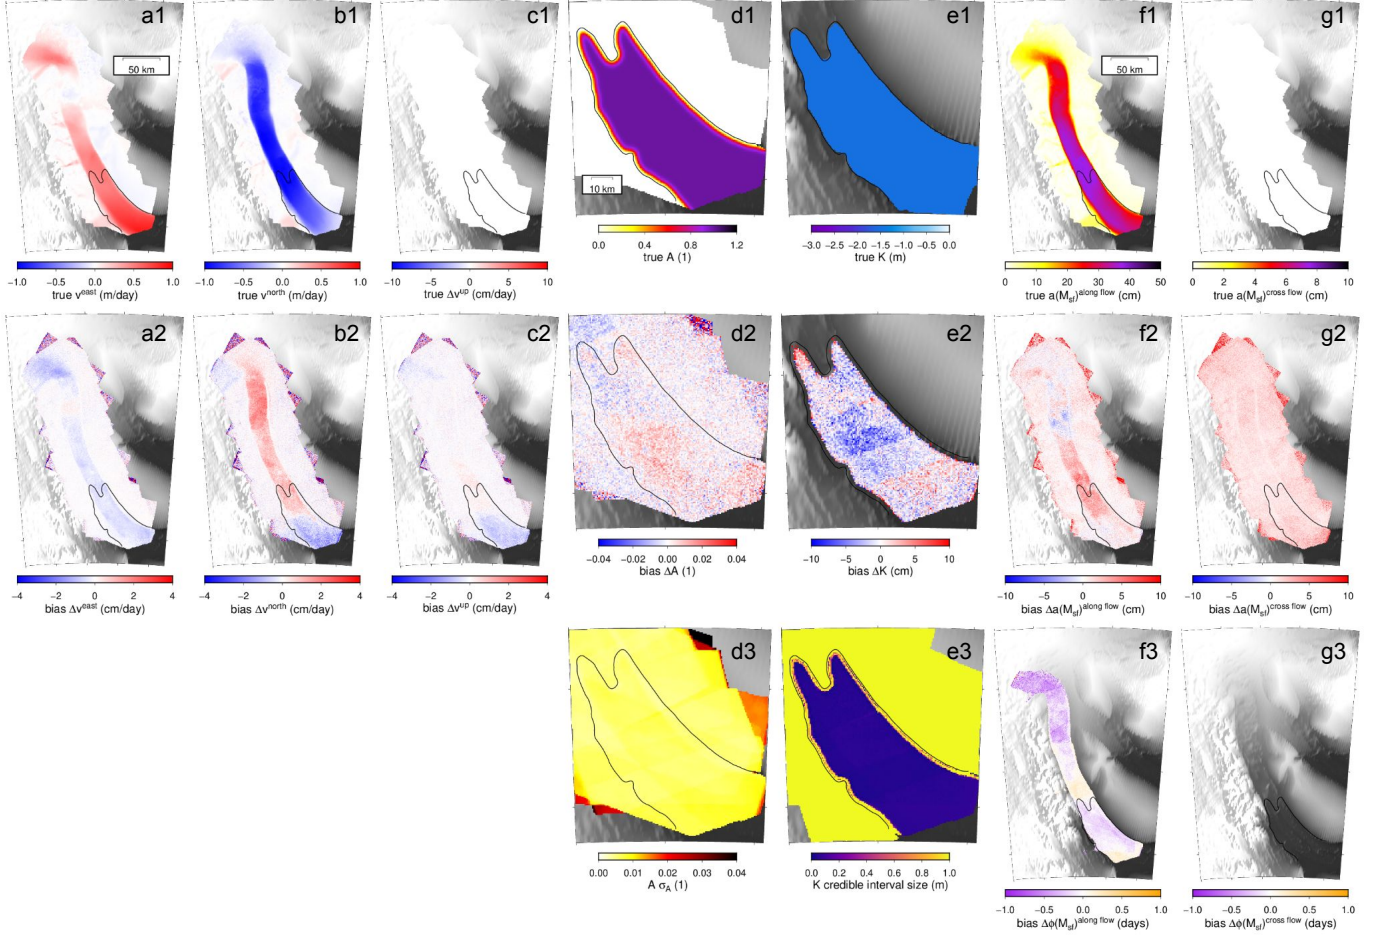 a1 b1 c1 d1 e1 f1 g1
50 km 10 km 50 km
−1.0 −0.5 0.0 0.5 1.0
true v^east (m/day)
−1.0 −0.5 0.0 0.5 1.0
true v^north (m/day)
−10 −5 0 5 10
true Δv^up (cm/day)
0.0 0.4 0.8 1.2
true A (1)
−3.0 −2.5 −2.0 −1.5 −1.0 −0.5 0.0
true K (m)
0 10 20 30 40 50
true a(M_sf)^along flow (cm)
0 2 4 6 8 10
true a(M_sf)^cross flow (cm)
a2 b2 c2 d2 e2 f2 g2
−4 −2 0 2 4
bias Δv^east (cm/day)
−4 −2 0 2 4
bias Δv^north (cm/day)
−4 −2 0 2 4
bias Δv^up (cm/day)
−0.04 −0.02 0.00 0.02 0.04
bias ΔA (1)
−10 −5 0 5 10
bias ΔK (cm)
−10 −5 0 5 10
bias Δa(M_sf)^along flow (cm)
−10 −5 0 5 10
bias Δa(M_sf)^cross flow (cm)
d3 e3 f3 g3
0.00 0.01 0.02 0.03 0.04
A σ_A (1)
0.0 0.2 0.4 0.6 0.8 1.0
K credible interval size (m)
−1.0 −0.5 0.0 0.5 1.0
bias Δϕ(M_sf)^along flow (days)
−1.0 −0.5 0.0 0.5 1.0
bias Δϕ(M_sf)^cross flow (days)